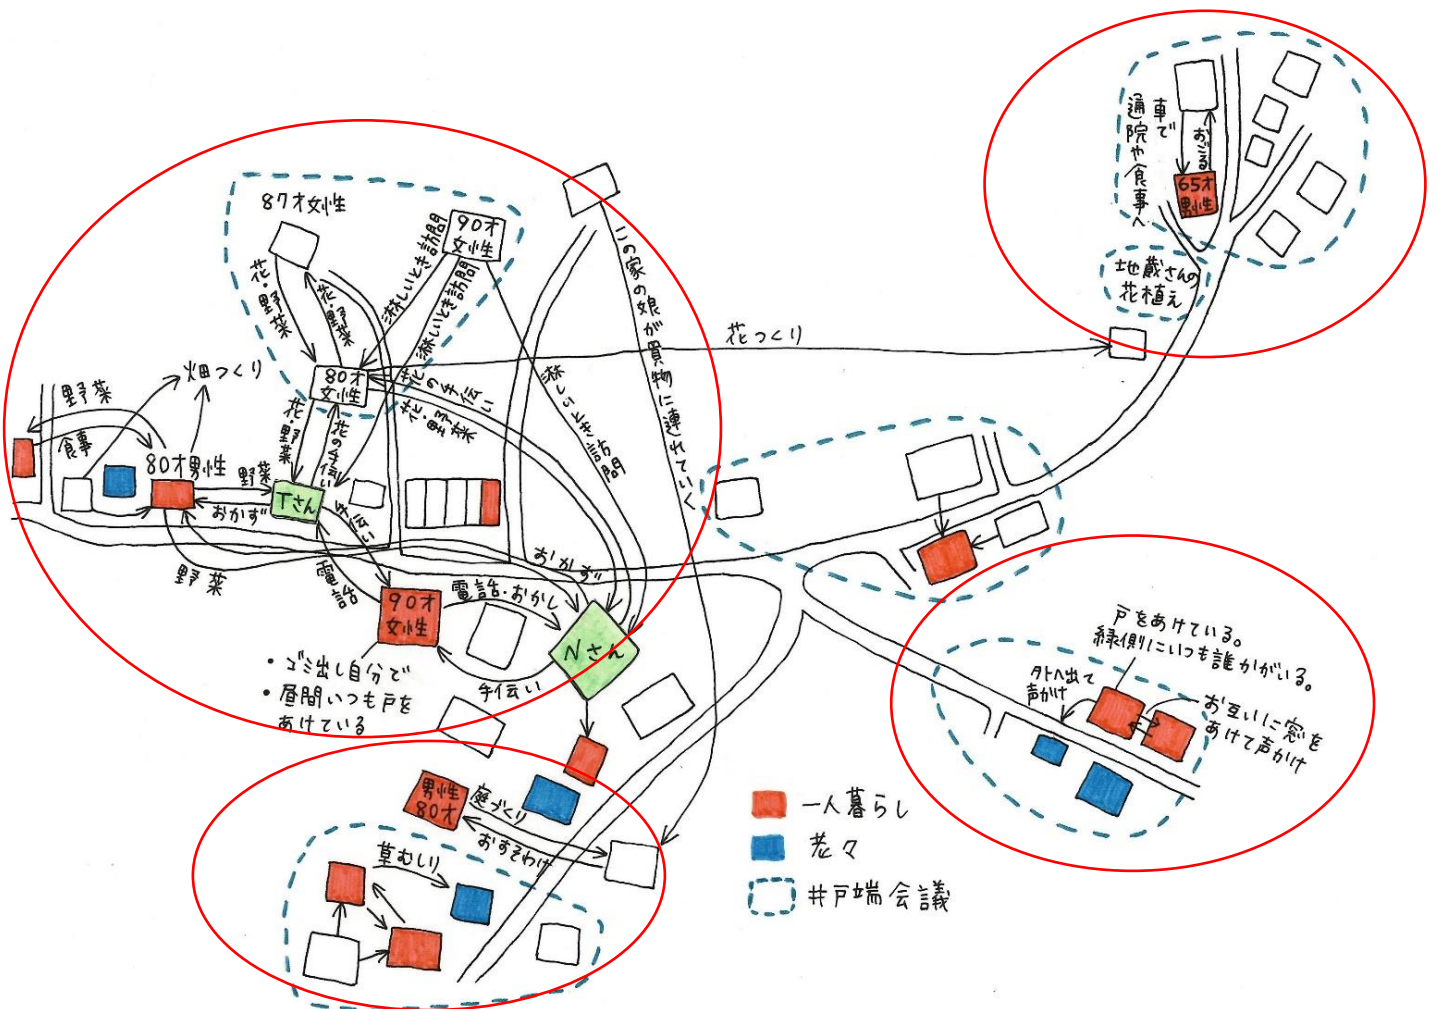 87才女性
90才
女性
花・野菜
花・野菜
淋しいとき訪問
淋しいとき訪問
淋しいとき訪問
この家の娘が買物に連れていく
80才
女性
花つくり
花の手伝い
花・野菜
畑つくり
野菜
食事
80才男性
野菜
おかず
Tさん
花・野菜
花の手伝い
手伝い
電話
野菜
おかず
90才
女性
電話・おかし
Nさん
手伝い
・ゴミ出し自分で
・昼間いつも戸を
あけている
男性
80才
庭づくり
おすそわけ
草むしり
車で
通院や食事へ
おごる
65才
男性
地蔵さんの
花植え
戸をあけている。
縁側にいつも誰かがいる。
外へ出て
声かけ
お互いに窓を
あけて声かけ
一人暮らし
老々
井戸端会議